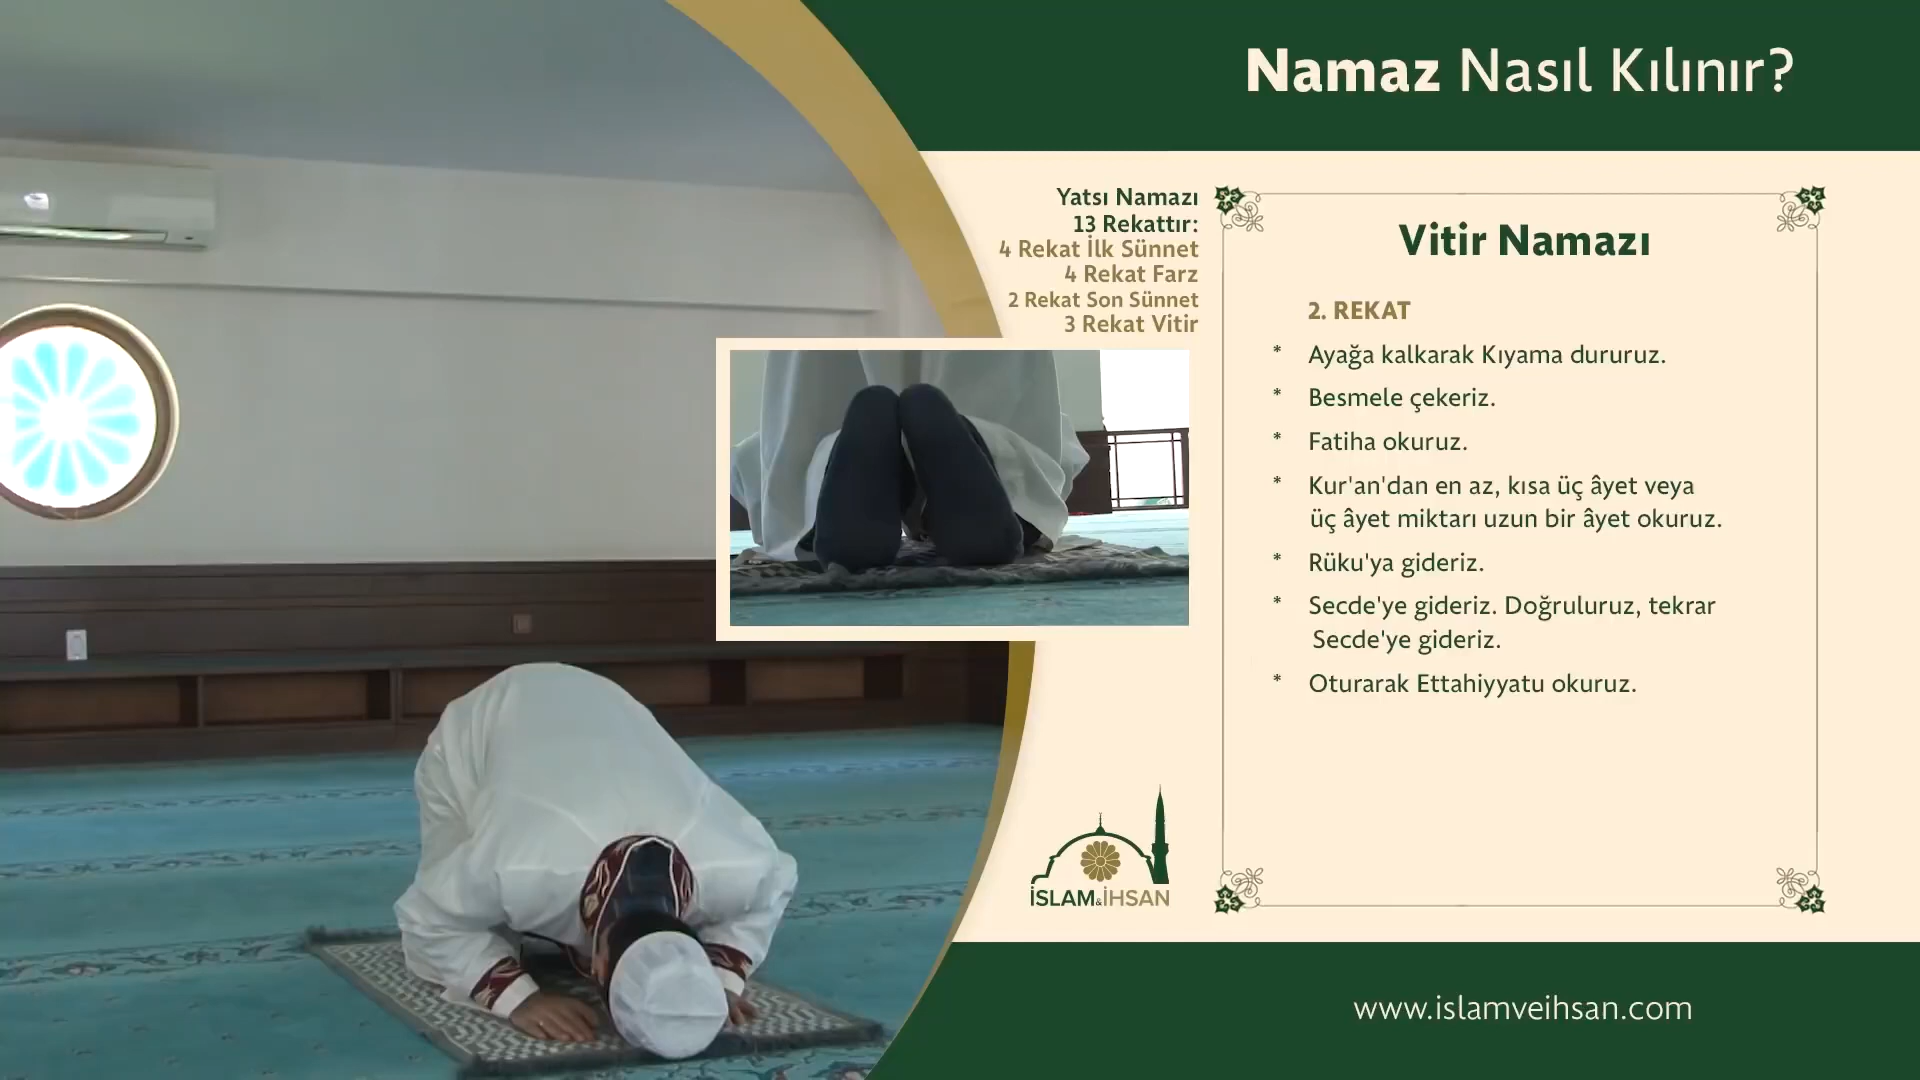 Namaz Nasıl Kılınır?
Yatsı Namazı
13 Rekattır:
4 Rekat İlk Sünnet
4 Rekat Farz
2 Rekat Son Sünnet
3 Rekat Vitir
Vitir Namazı
2. REKAT
* Ayağa kalkarak Kıyama dururuz.
* Besmele çekeriz.
* Fatiha okuruz.
* Kur'an'dan en az, kısa üç âyet veya
üç âyet miktarı uzun bir âyet okuruz.
* Rüku'ya gideriz.
* Secde'ye gideriz. Doğruluruz, tekrar
Secde'ye gideriz.
* Oturarak Ettahiyyatu okuruz.
İSLAM&İHSAN
www.islamveihsan.com